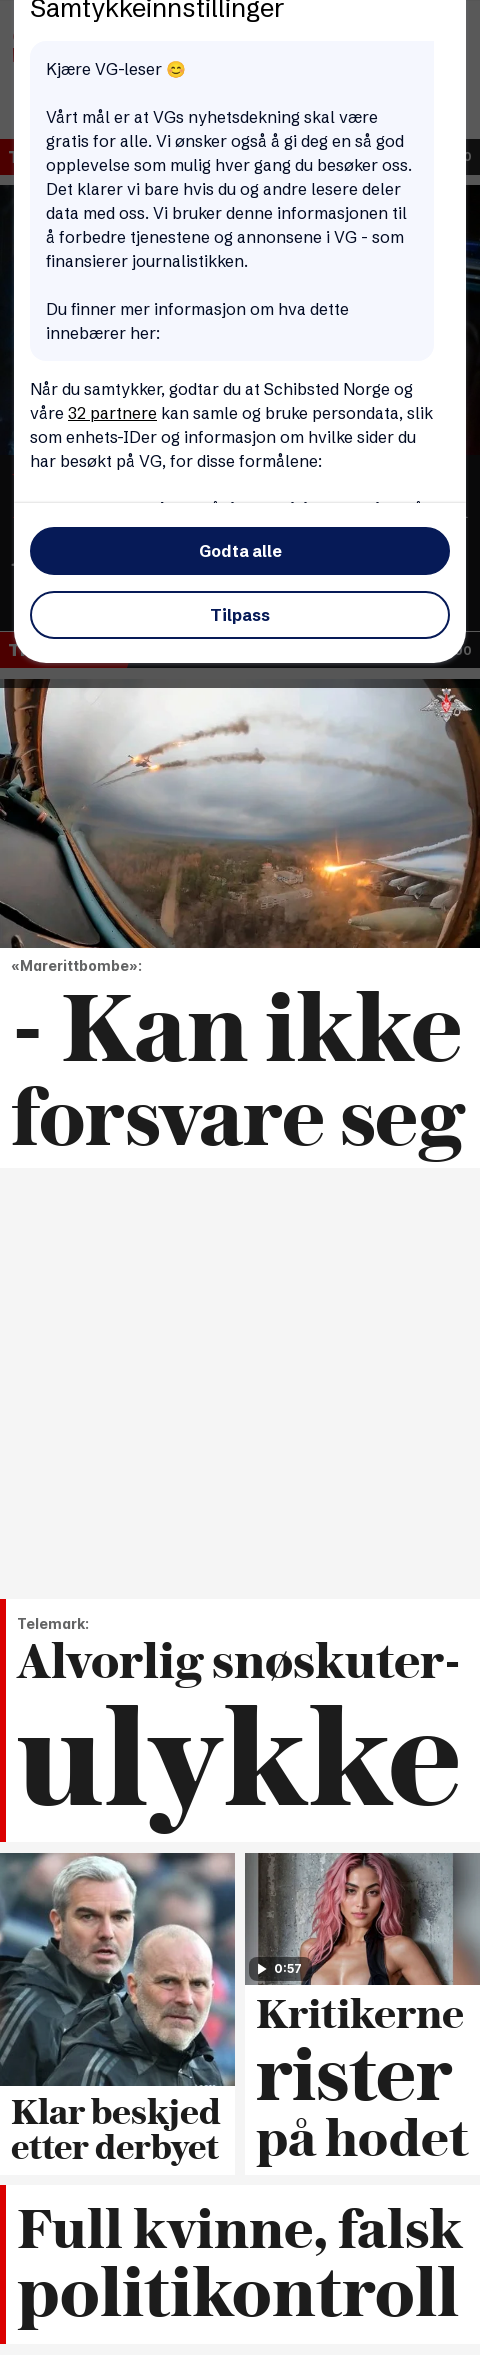 Samtykkeinnstillinger
Kjære VG-leser 😊
Vårt mål er at VGs nyhetsdekning skal være
gratis for alle. Vi ønsker også å gi deg en så god
opplevelse som mulig hver gang du besøker oss.
Det klarer vi bare hvis du og andre lesere deler
data med oss. Vi bruker denne informasjonen til
å forbedre tjenestene og annonsene i VG - som
finansierer journalistikken.
Du finner mer informasjon om hva dette
innebærer her:
Når du samtykker, godtar du at Schibsted Norge og
våre 32 partnere kan samle og bruke persondata, slik
som enhets-IDer og informasjon om hvilke sider du
har besøkt på VG, for disse formålene:
Godta alle
Tilpass
«Marerittbombe»:
- Kan ikke
forsvare seg
Telemark:
Alvorlig snøskuter-
ulykke
Klar beskjed
etter derbyet
0:57
Kritikerne
rister
på hodet
Full kvinne, falsk
politikontroll